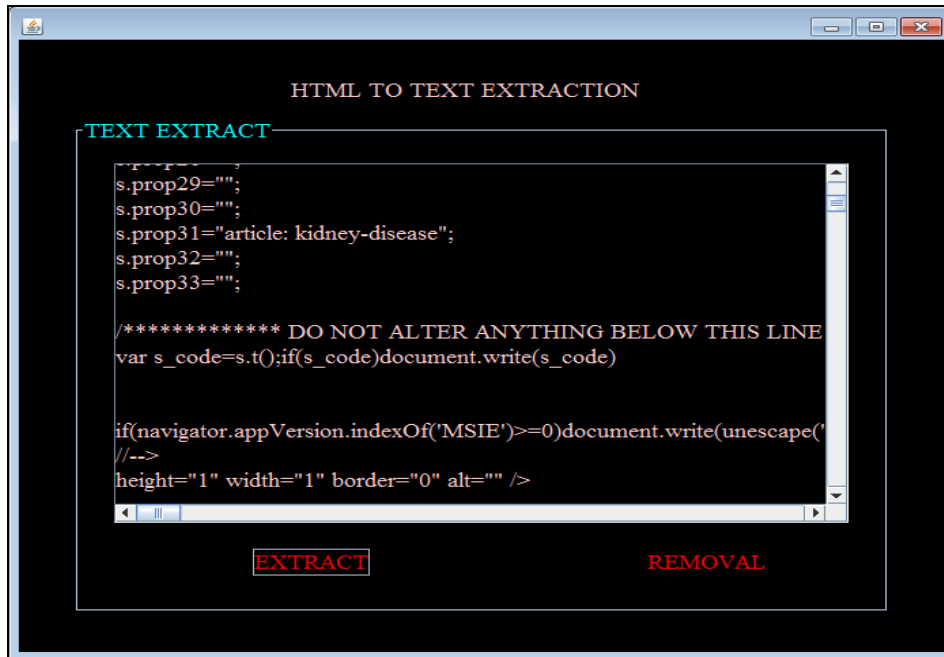 HTML TO TEXT EXTRACTION
TEXT EXTRACT
s.prop29="";
s.prop30="";
s.prop31="article: kidney-disease";
s.prop32="";
s.prop33="";
/************* DO NOT ALTER ANYTHING BELOW THIS LINE
var s_code=s.t();if(s_code)document.write(s_code)
if(navigator.appVersion.indexOf('MSIE')>=0)document.write(unescape('
//-->
height="1" width="1" border="0" alt="" />
EXTRACT
REMOVAL